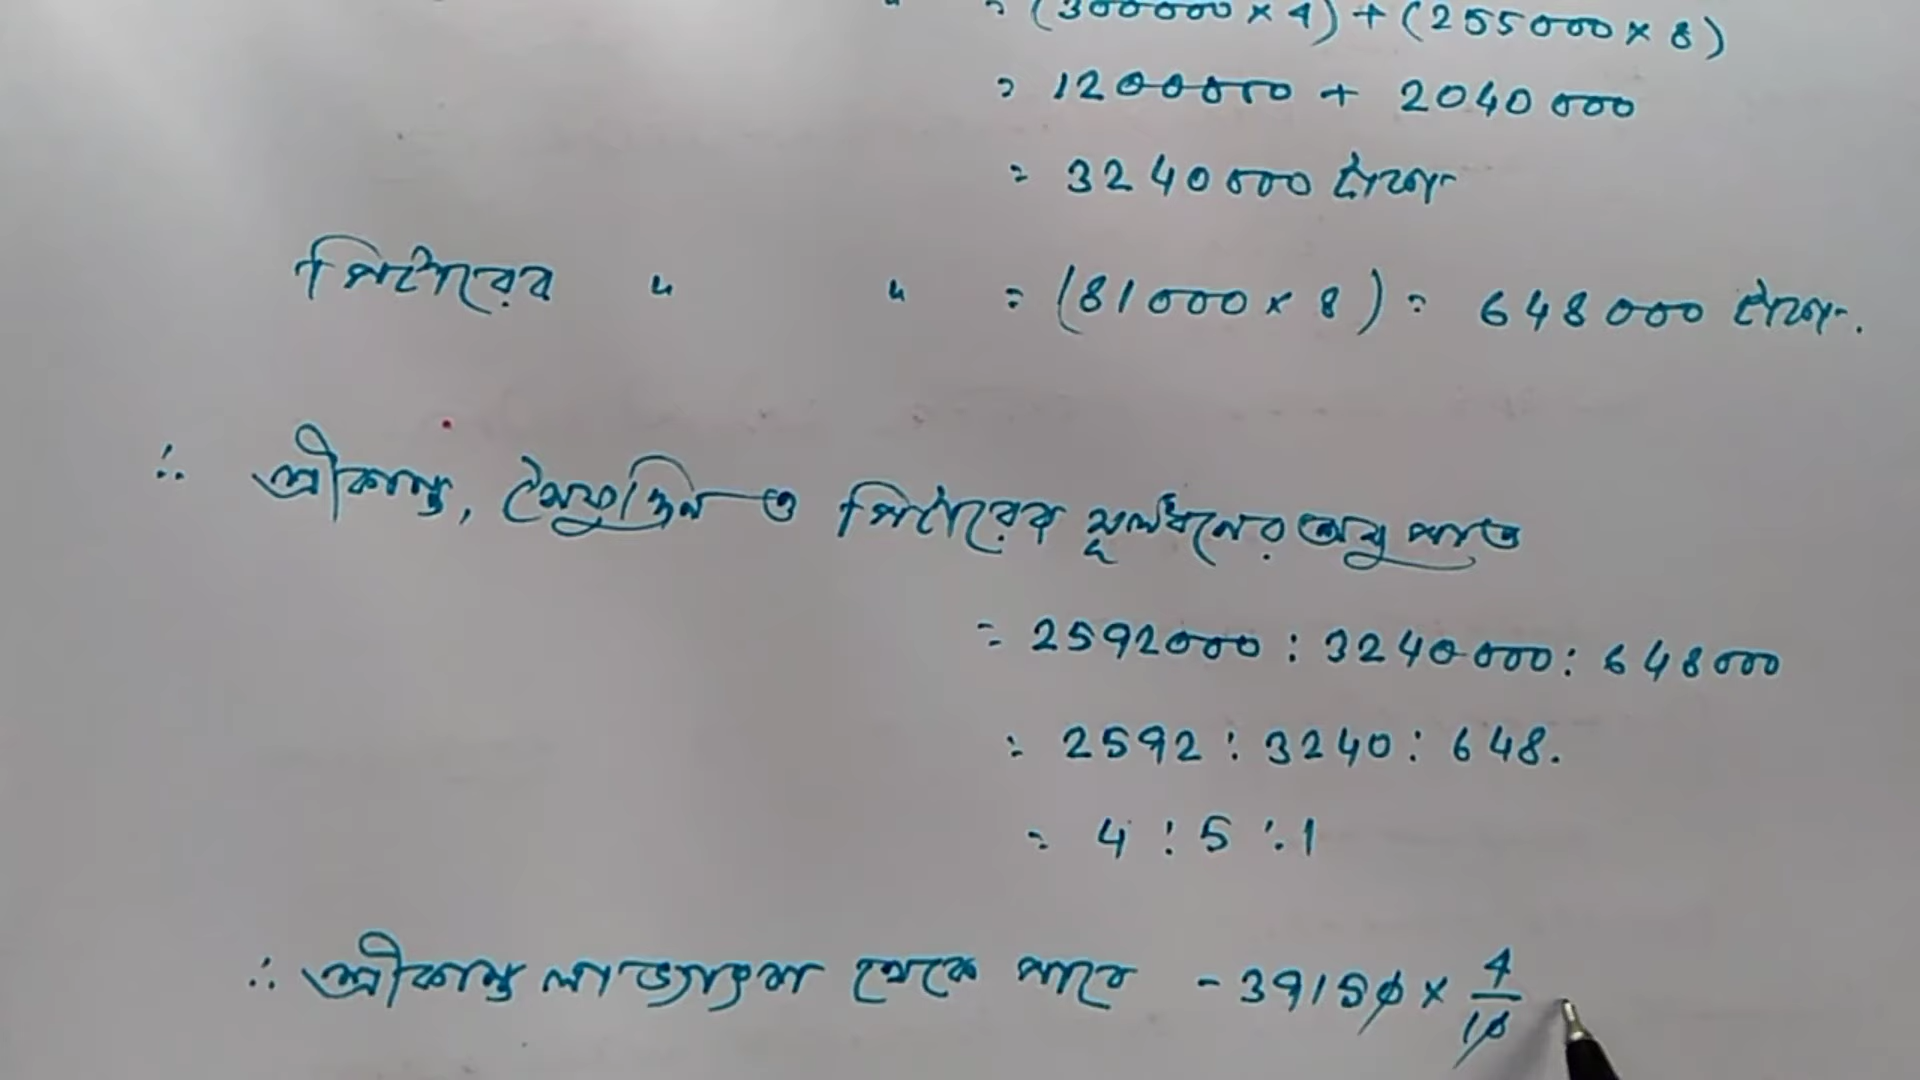 " = (300000 × 4) + (255000 × 8)
= 1200000 + 2040000
= 3240000 টাকা
পিটারের " " = (81000 × 8) = 648000 টাকা.
∴ শ্রীকান্ত, সৈফুদ্দিন ও পিটারের মূলধনের অনুপাত
= 2592000 : 3240000 : 648000
= 2592 : 3240 : 648.
= 4 : 5 : 1
∴ শ্রীকান্ত লাভ্যাংশ থেকে পাবে - 39150 × 4/10